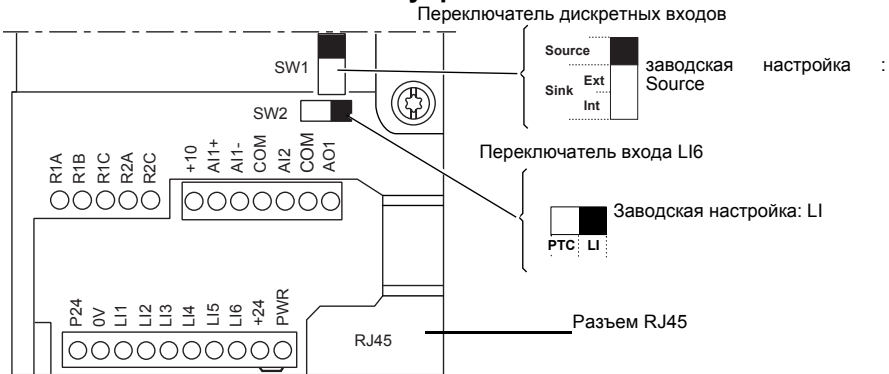 Переключатель дискретных входов
SW1
Source
Sink
Ext
Int
заводская настройка :
Source
SW2
R1A
R1B
R1C
R2A
R2C
+10
AI1+
AI1-
COM
AI2
COM
AO1
Переключатель входа LI6
PTC
LI
Заводская настройка: LI
P24
0V
LI1
LI2
LI3
LI4
LI5
LI6
+24
PWR
RJ45
Разъем RJ45